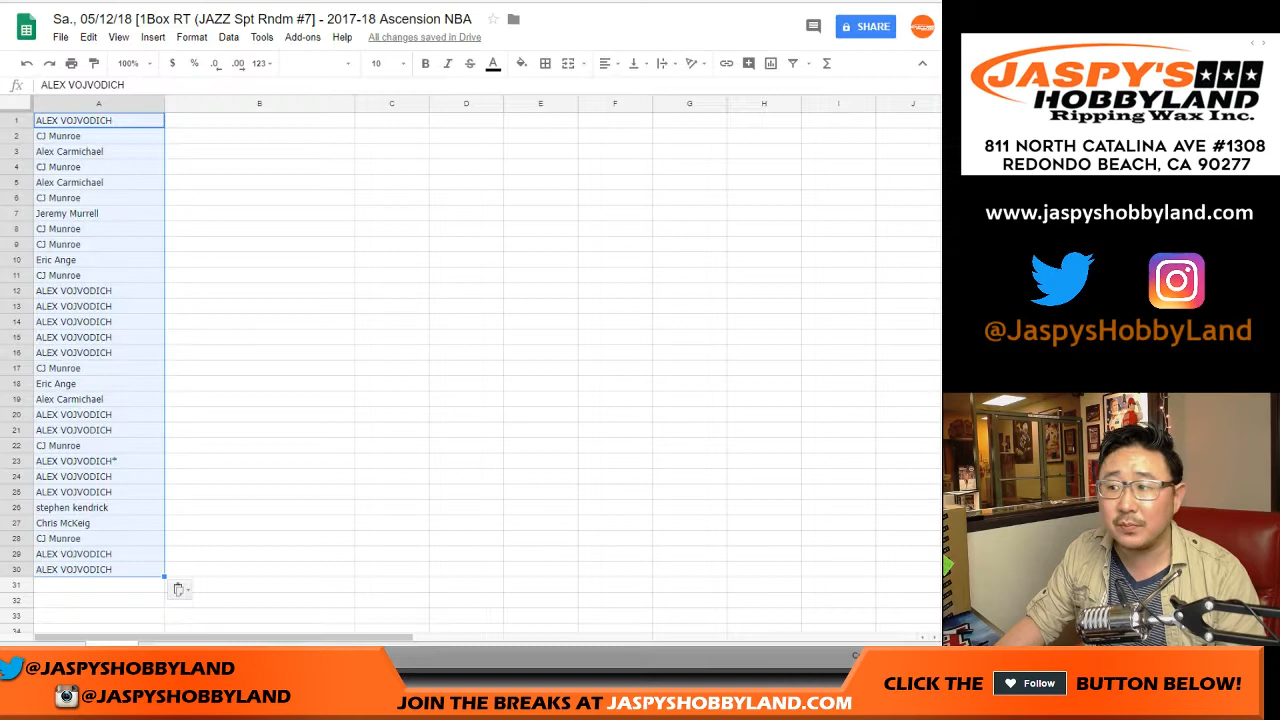 Sa., 05/12/18 [1Box RT (JAZZ Spt Rndm #7] - 2017-18 Ascension NBA
File Edit View Insert Format Data Tools Add-ons Help All changes saved in Drive
SHARE
100% $ % .0 .00 123 10 B I S A
fx ALEX VOJVODICH
A B C D E F G H I J
1 ALEX VOJVODICH
2 CJ Munroe
3 Alex Carmichael
4 CJ Munroe
5 Alex Carmichael
6 CJ Munroe
7 Jeremy Murrell
8 CJ Munroe
9 CJ Munroe
10 Eric Ange
11 CJ Munroe
12 ALEX VOJVODICH
13 ALEX VOJVODICH
14 ALEX VOJVODICH
15 ALEX VOJVODICH
16 ALEX VOJVODICH
17 CJ Munroe
18 Eric Ange
19 Alex Carmichael
20 ALEX VOJVODICH
21 ALEX VOJVODICH
22 CJ Munroe
23 ALEX VOJVODICH*
24 ALEX VOJVODICH
25 ALEX VOJVODICH
26 stephen kendrick
27 Chris McKeig
28 CJ Munroe
29 ALEX VOJVODICH
30 ALEX VOJVODICH
31
32
33
34
JASPY'S
HOBBYLAND
Ripping Wax Inc.
811 NORTH CATALINA AVE #1308
REDONDO BEACH, CA 90277
www.jaspyshobbyland.com
@JaspysHobbyLand
@JASPYSHOBBYLAND
@JASPYSHOBBYLAND
JOIN THE BREAKS AT JASPYSHOBBYLAND.COM
CLICK THE Follow BUTTON BELOW!